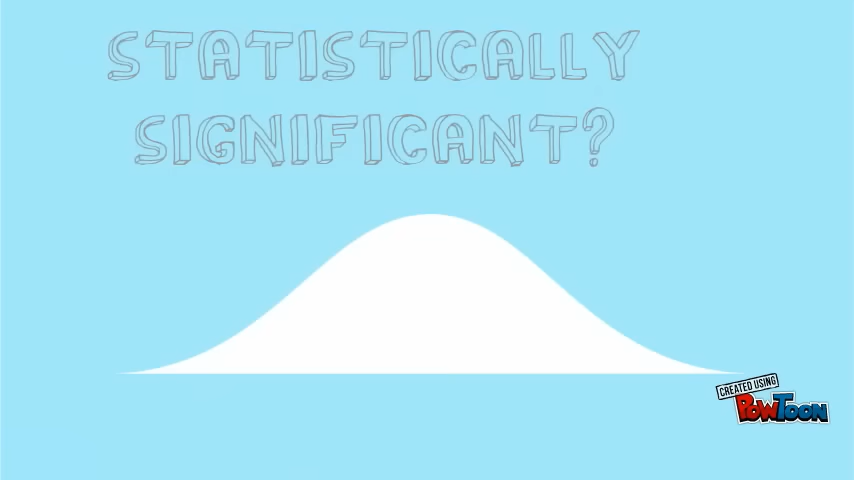 STATISTICALLY
SIGNIFICANT?
CREATED USING
POWTOON